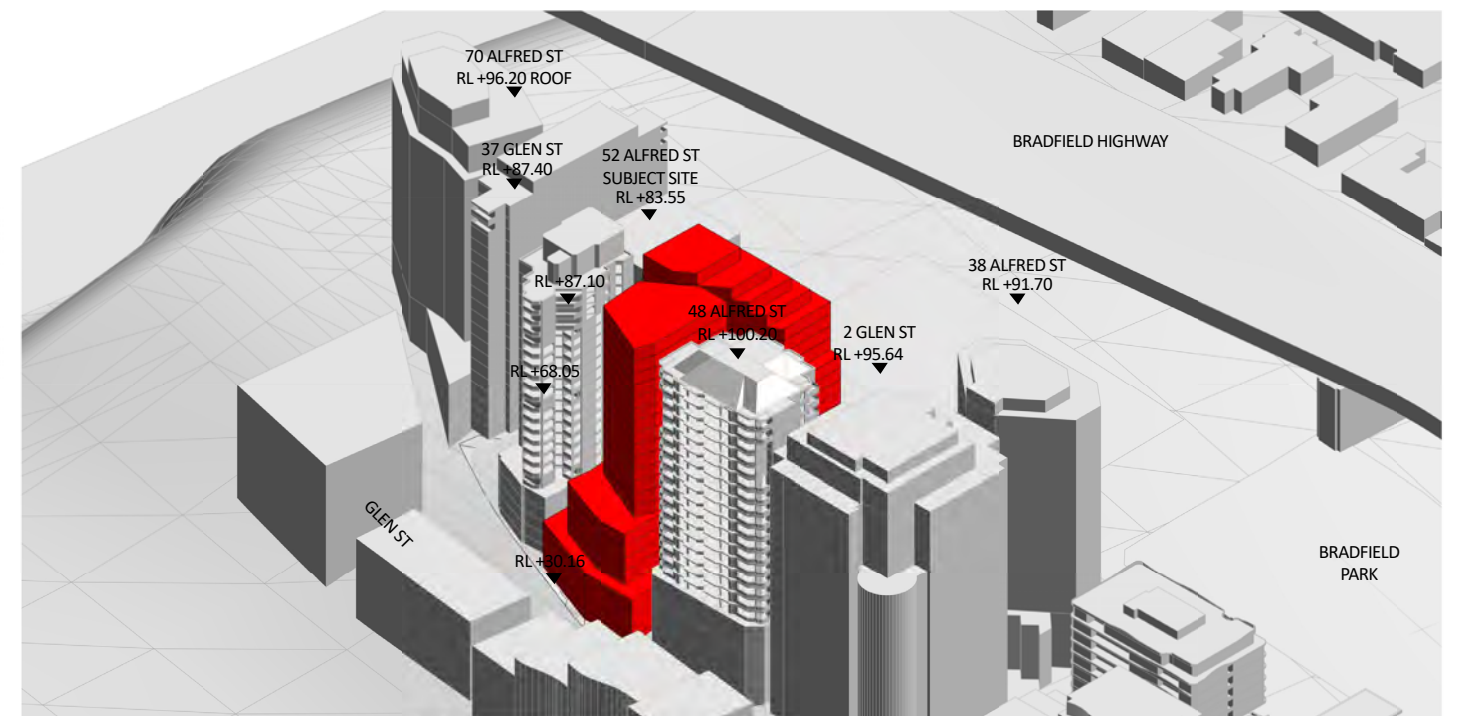 70 ALFRED ST
RL +96.20 ROOF
BRADFIELD HIGHWAY
37 GLEN ST
RL +87.40
52 ALFRED ST
SUBJECT SITE
RL +83.55
38 ALFRED ST
RL +91.70
RL +87.10
48 ALFRED ST
RL +100.20
2 GLEN ST
RL +95.64
RL +68.05
GLEN ST
RL +30.16
BRADFIELD
PARK